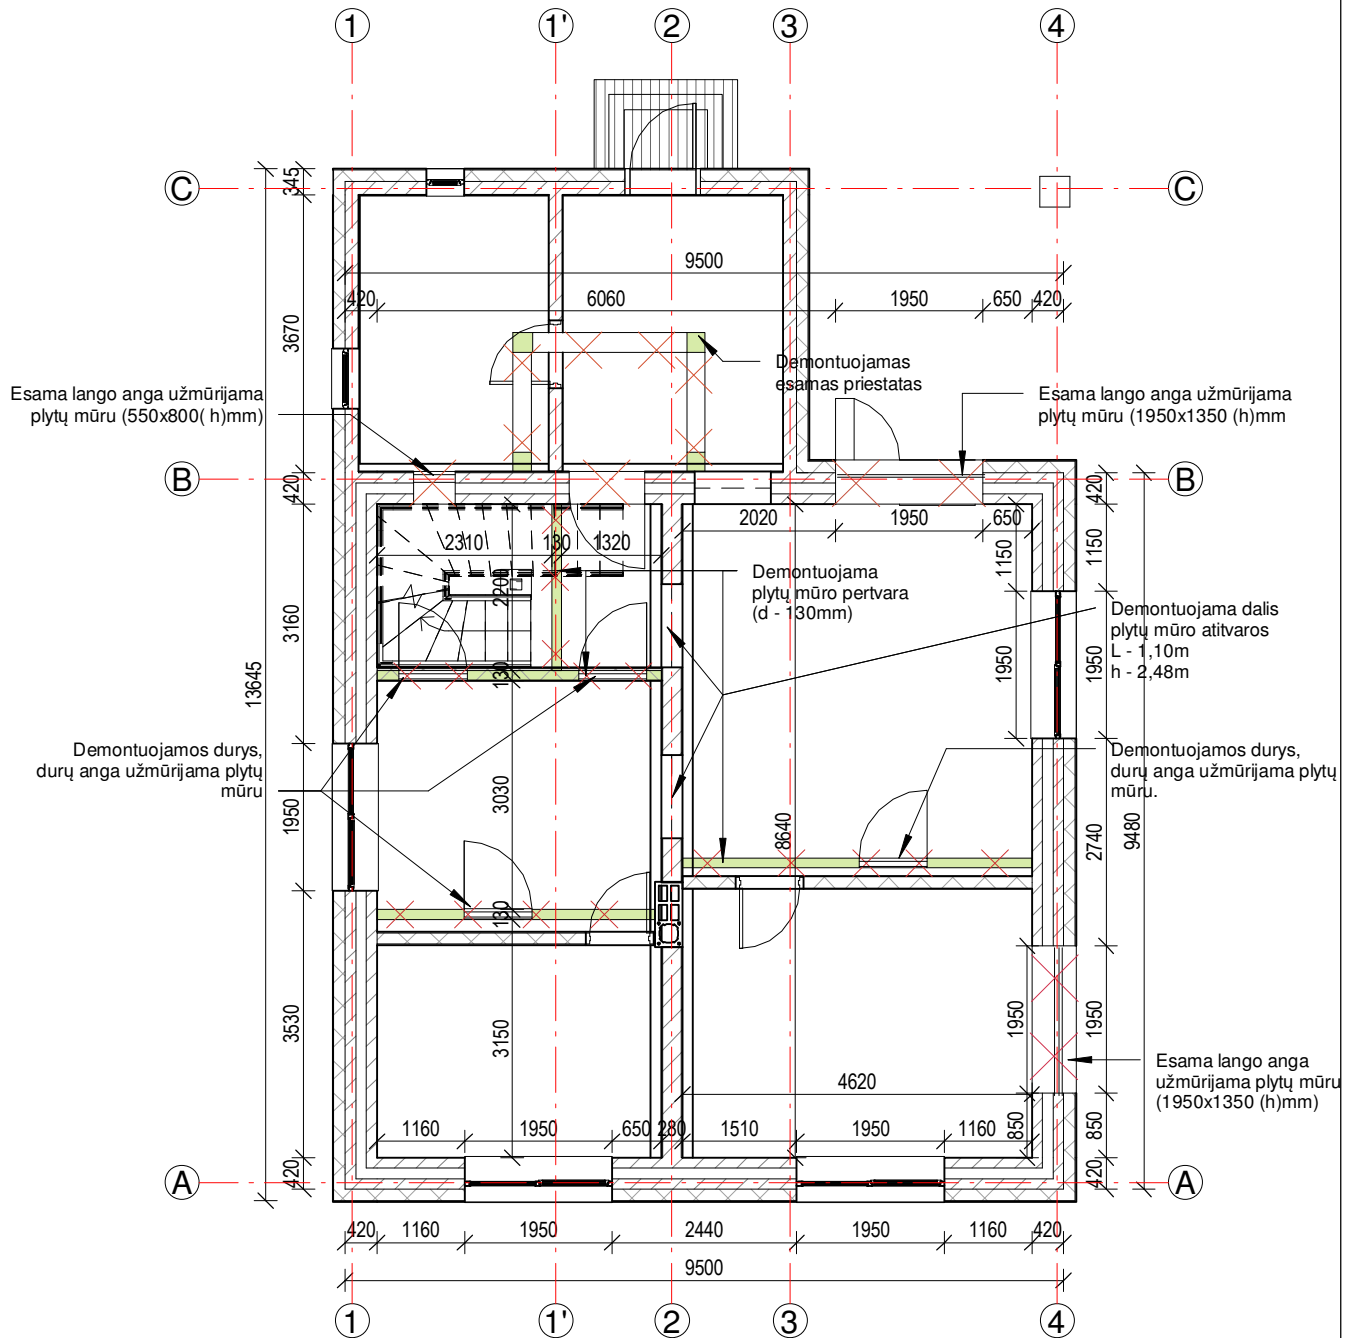 1
1'
2
3
4
C
C
345
9500
420
6060
1950
650
420
3670
Demontuojamas
esamas priestatas
Esama lango anga užmūrijama
plytų mūru (550x800( h)mm)
Esama lango anga užmūrijama
plytų mūru (1950x1350 (h)mm
B
B
420
420
2020
1950
650
2310
130
1320
1150
1150
2200
Demontuojama
plytų mūro pertvara
(d - 130mm)
Demontuojama dalis
plytų mūro atitvaros
L - 1,10m
h - 2,48m
3160
1950
1950
130
13645
Demontuojamos durys,
durų anga užmūrijama plytų
mūru
Demontuojamos durys,
durų anga užmūrijama plytų
mūru.
3030
1950
8640
2740
9480
130
3530
3150
1950
1950
Esama lango anga
užmūrijama plytų mūru
(1950x1350 (h)mm)
4620
1160
1950
650
280
1510
1950
1160
850
850
420
420
A
A
420
1160
1950
2440
1950
1160
420
9500
1
1'
2
3
4